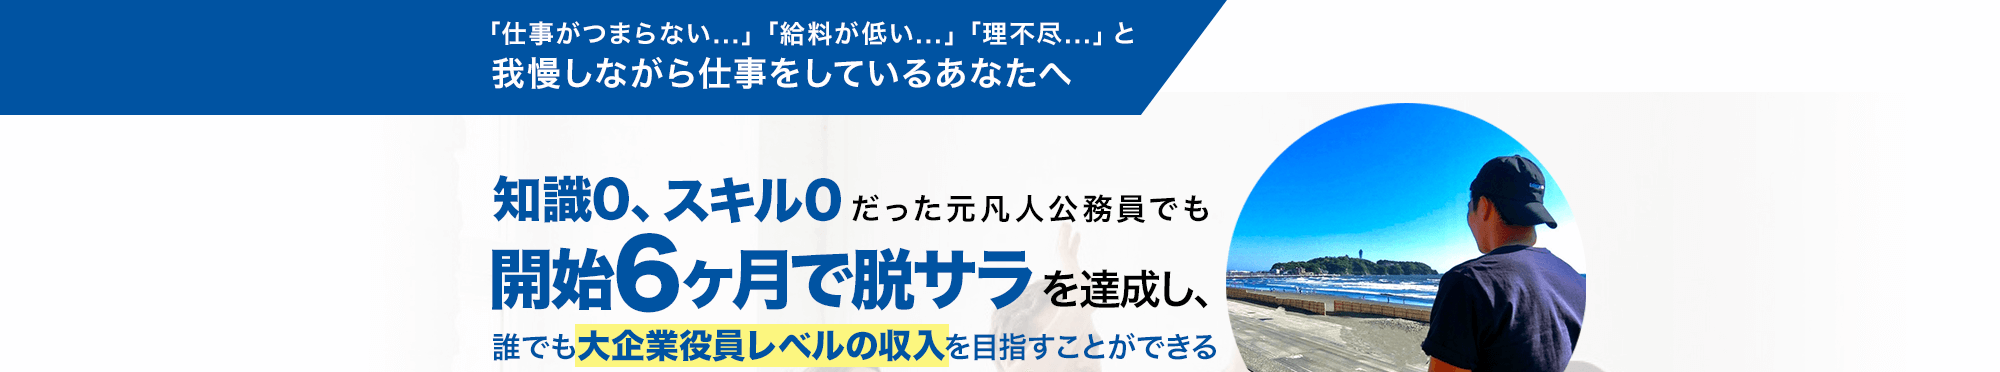 「仕事がつまらない…」「給料が低い…」「理不尽…」と
我慢しながら仕事をしているあなたへ
知識0、スキル0だった元凡人公務員でも
開始6ヶ月で脱サラを達成し、
誰でも大企業役員レベルの収入を目指すことができる